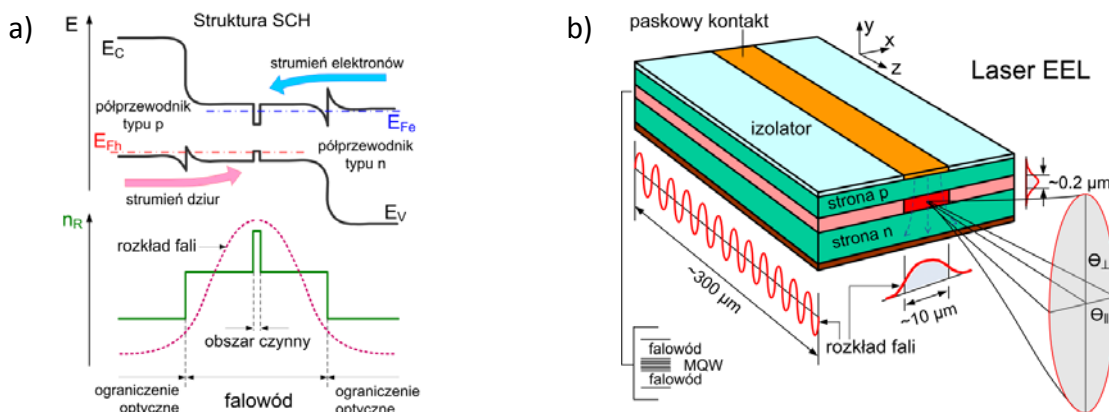 a)
Struktura SCH
E
E_C
strumień elektronów
półprzewodnik
typu p
E_Fe
E_Fh
półprzewodnik
typu n
strumień dziur
E_V
n_R
rozkład fali
obszar czynny
ograniczenie
optyczne
falowód
ograniczenie
optyczne
b)
paskowy kontakt
y
x
z
Laser EEL
izolator
strona p
strona n
~0.2 µm
~300 µm
~10 µm
rozkład fali
falowód
MQW
falowód
Θ⊥
Θ||